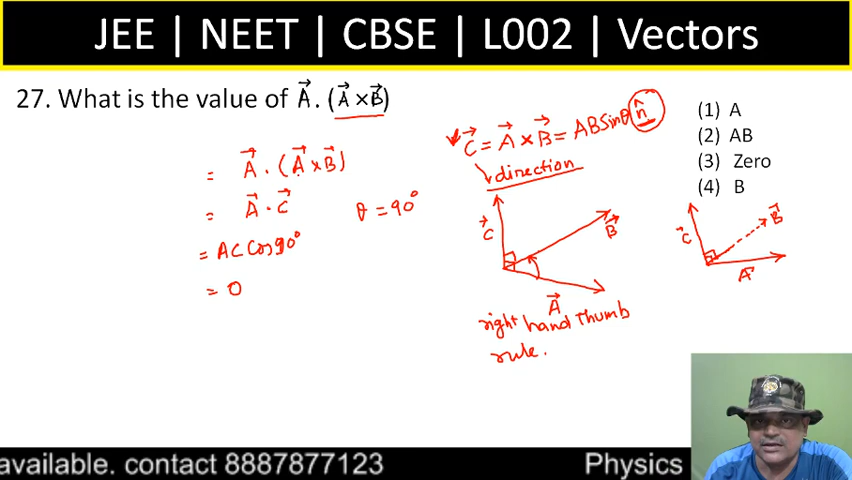 JEE | NEET | CBSE | L002 | Vectors
27. What is the value of A⃗ . (A⃗ × B⃗)
(1) A
(2) AB
(3) Zero
(4) B
= A⃗ · (A⃗ × B⃗)
= A⃗ · C⃗
θ = 90°
= AC Cos90°
= 0
C⃗ = A⃗ × B⃗ = ABSinθ n̂
direction
C⃗
B⃗
A⃗
right hand Thumb
rule.
C⃗
B⃗
A⃗
available. contact 8887877123
Physics